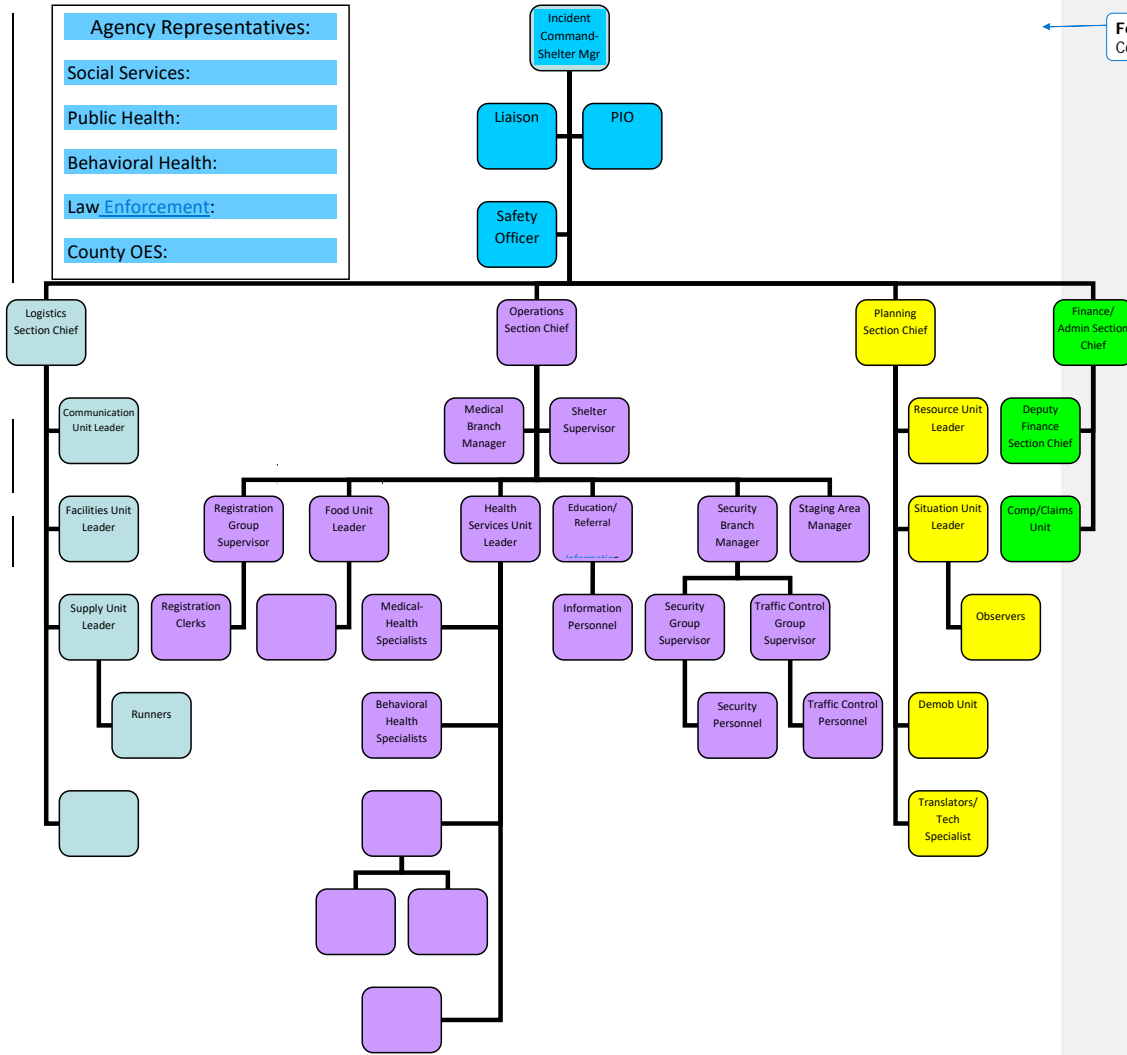 Agency Representatives:
Social Services:
Public Health:
Behavioral Health:
Law Enforcement:
County OES:
Incident
Command-
Shelter Mgr
Liaison
PIO
Safety
Officer
Logistics
Section Chief
Operations
Section Chief
Planning
Section Chief
Finance/
Admin Section
Chief
Communication
Unit Leader
Medical
Branch
Manager
Shelter
Supervisor
Resource Unit
Leader
Deputy
Finance
Section Chief
Facilities Unit
Leader
Registration
Group
Supervisor
Food Unit
Leader
Health
Services Unit
Leader
Education/
Referral
Security
Branch
Manager
Staging Area
Manager
Situation Unit
Leader
Comp/Claims
Unit
Supply Unit
Leader
Registration
Clerks
Medical-
Health
Specialists
Information
Personnel
Security
Group
Supervisor
Traffic Control
Group
Supervisor
Observers
Runners
Behavioral
Health
Specialists
Security
Personnel
Traffic Control
Personnel
Demob Unit
Translators/
Tech
Specialist